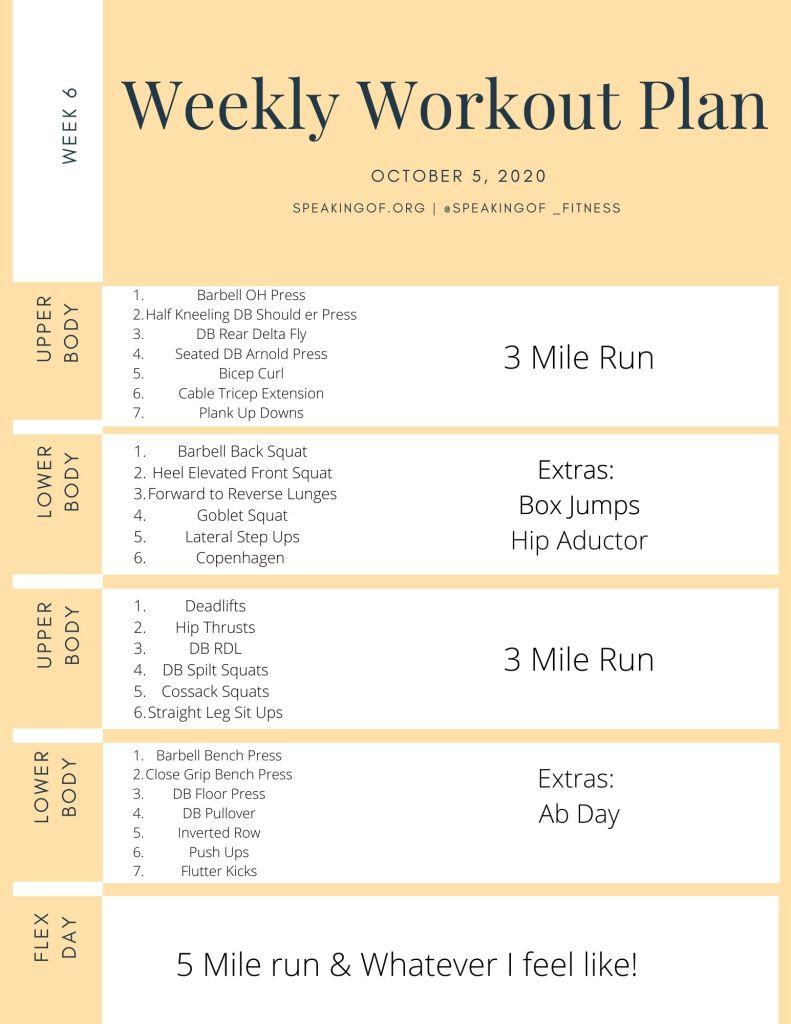 WEEK 6
Weekly Workout Plan
OCTOBER 5, 2020
SPEAKINGOF.ORG | @SPEAKINGOF _FITNESS
UPPER
BODY
1. Barbell OH Press
2. Half Kneeling DB Should er Press
3. DB Rear Delta Fly
4. Seated DB Arnold Press
5. Bicep Curl
6. Cable Tricep Extension
7. Plank Up Downs
3 Mile Run
LOWER
BODY
1. Barbell Back Squat
2. Heel Elevated Front Squat
3. Forward to Reverse Lunges
4. Goblet Squat
5. Lateral Step Ups
6. Copenhagen
Extras:
Box Jumps
Hip Aductor
UPPER
BODY
1. Deadlifts
2. Hip Thrusts
3. DB RDL
4. DB Spilt Squats
5. Cossack Squats
6. Straight Leg Sit Ups
3 Mile Run
LOWER
BODY
1. Barbell Bench Press
2. Close Grip Bench Press
3. DB Floor Press
4. DB Pullover
5. Inverted Row
6. Push Ups
7. Flutter Kicks
Extras:
Ab Day
FLEX
DAY
5 Mile run & Whatever I feel like!